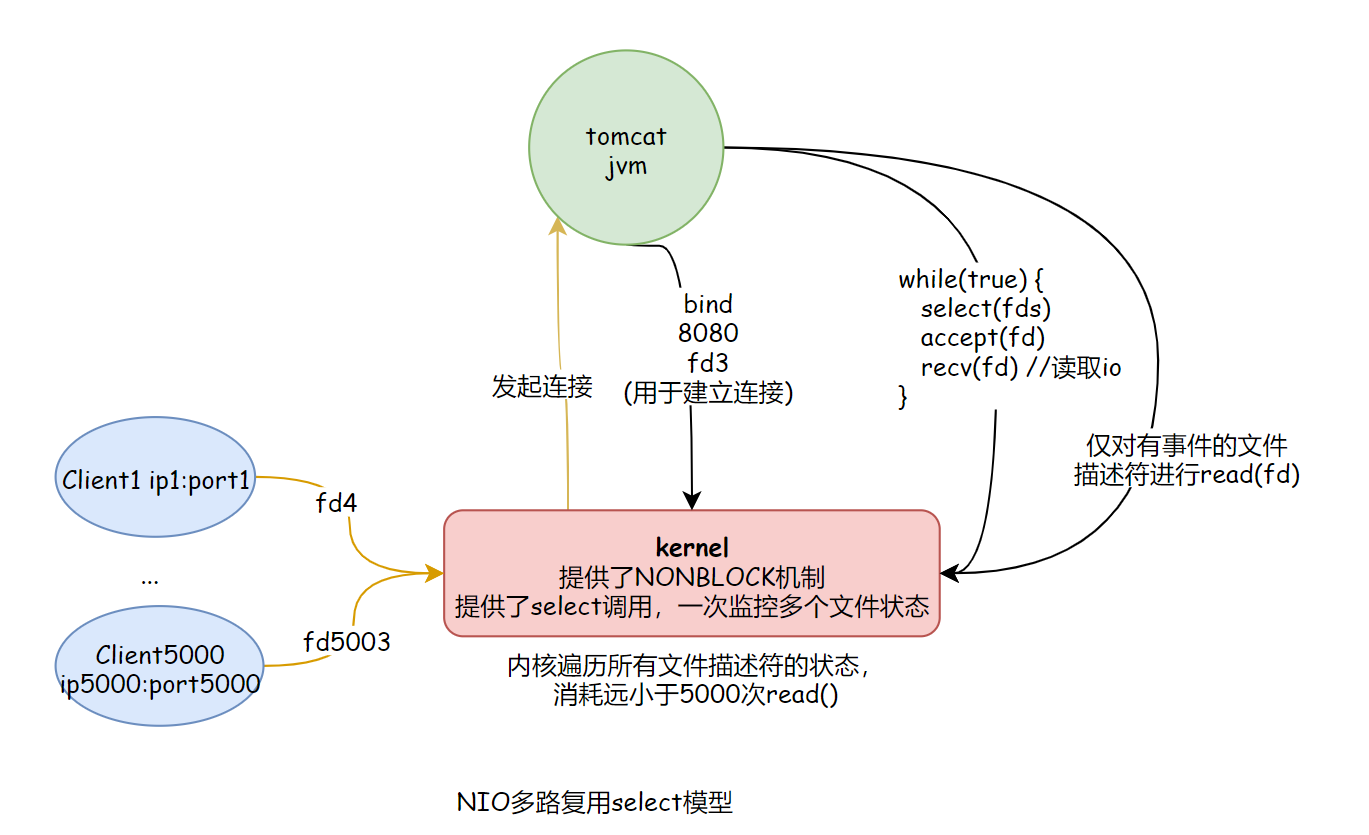 tomcat
jvm
while(true) {
select(fds)
accept(fd)
recv(fd) //读取io
}
bind
8080
fd3
(用于建立连接)
发起连接
仅对有事件的文件
描述符进行read(fd)
Client1 ip1:port1
fd4
...
Client5000
ip5000:port5000
fd5003
kernel
提供了NONBLOCK机制
提供了select调用，一次监控多个文件状态
内核遍历所有文件描述符的状态，
消耗远小于5000次read()
NIO多路复用select模型